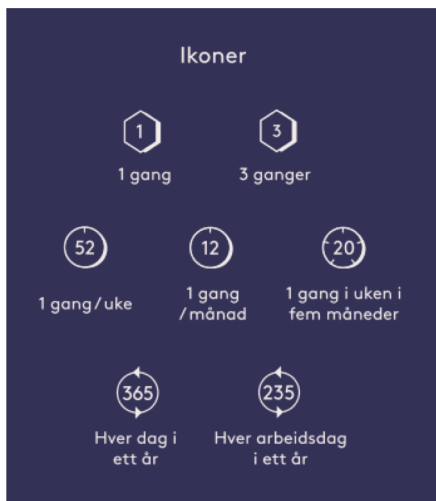 Ikoner
1
3
1 gang
3 ganger
52
12
20
1 gang/uke
1 gang
/månad
1 gang i uken i
fem måneder
365
235
Hver dag i
ett år
Hver arbeidsdag
i ett år